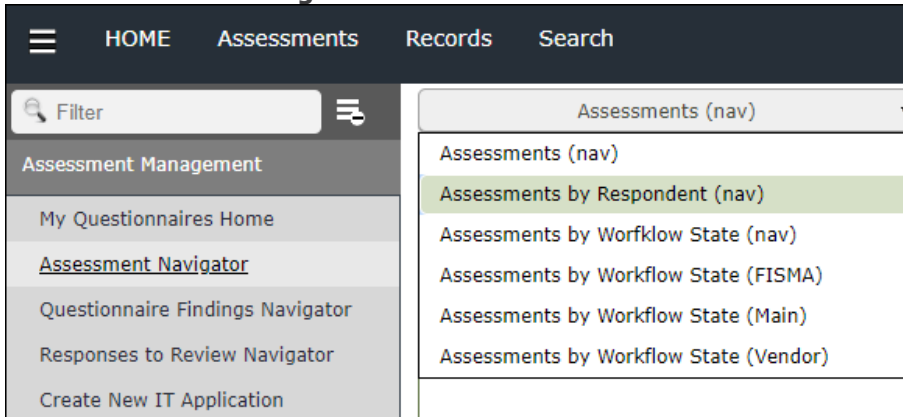 HOME Assessments Records Search
Filter
Assessments (nav)
Assessment Management
Assessments (nav)
Assessments by Respondent (nav)
My Questionnaires Home
Assessments by Worfklow State (nav)
Assessment Navigator
Assessments by Workflow State (FISMA)
Questionnaire Findings Navigator
Assessments by Workflow State (Main)
Responses to Review Navigator
Assessments by Workflow State (Vendor)
Create New IT Application